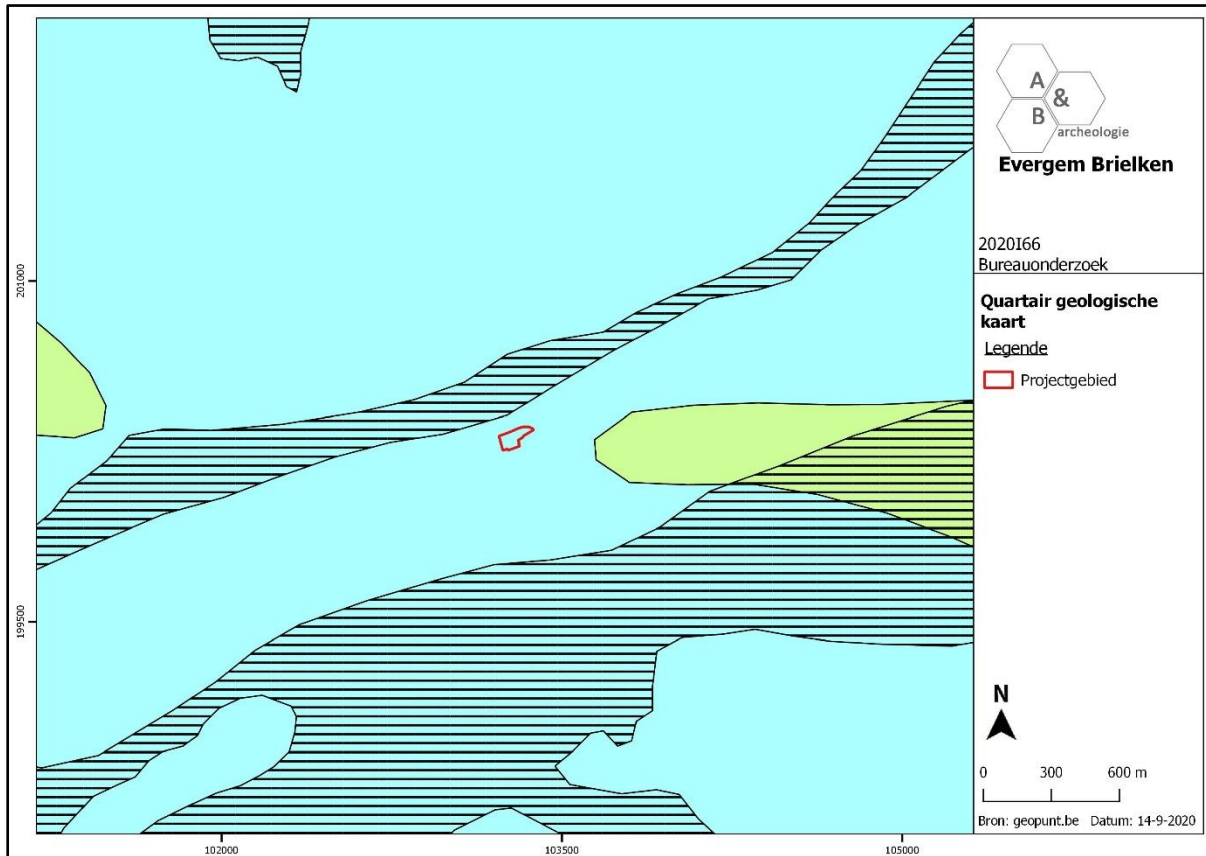 A
&
B
archeologie
Evergem Brielken
2020I66
Bureauonderzoek
Quartair geologische
kaart
Legende
Projectgebied
N
0 300 600 m
Bron: geopunt.be Datum: 14-9-2020
201000
199500
102000 103500 105000